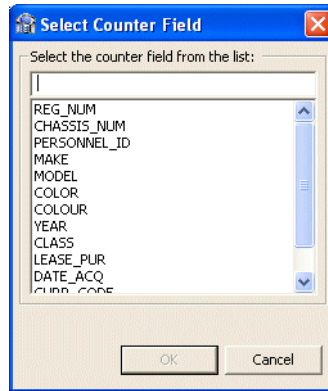 Select Counter Field
Select the counter field from the list:
REG_NUM
CHASSIS_NUM
PERSONNEL_ID
MAKE
MODEL
COLOR
COLOUR
YEAR
CLASS
LEASE_PUR
DATE_ACQ
CURR_CODE
OK
Cancel